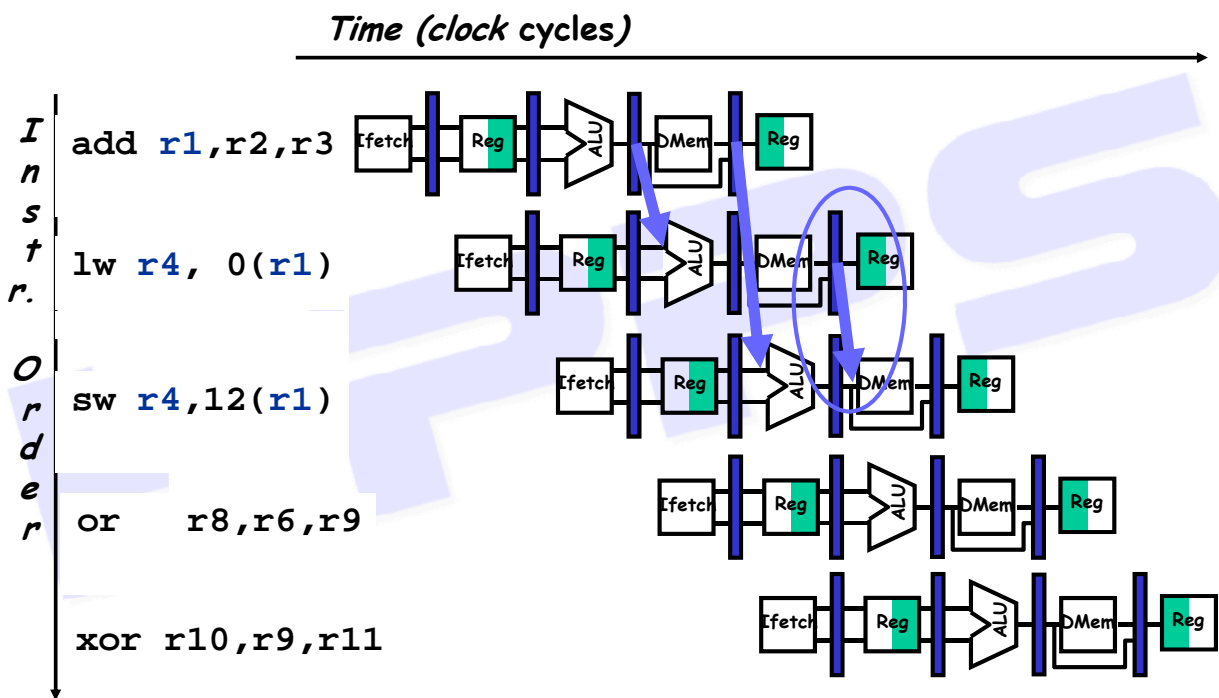 Time (clock cycles)
Instr. Order
add r1,r2,r3
Ifetch Reg ALU DMem Reg
lw r4, 0(r1)
Ifetch Reg ALU DMem Reg
sw r4,12(r1)
Ifetch Reg ALU DMem Reg
or r8,r6,r9
Ifetch Reg ALU DMem Reg
xor r10,r9,r11
Ifetch Reg ALU DMem Reg